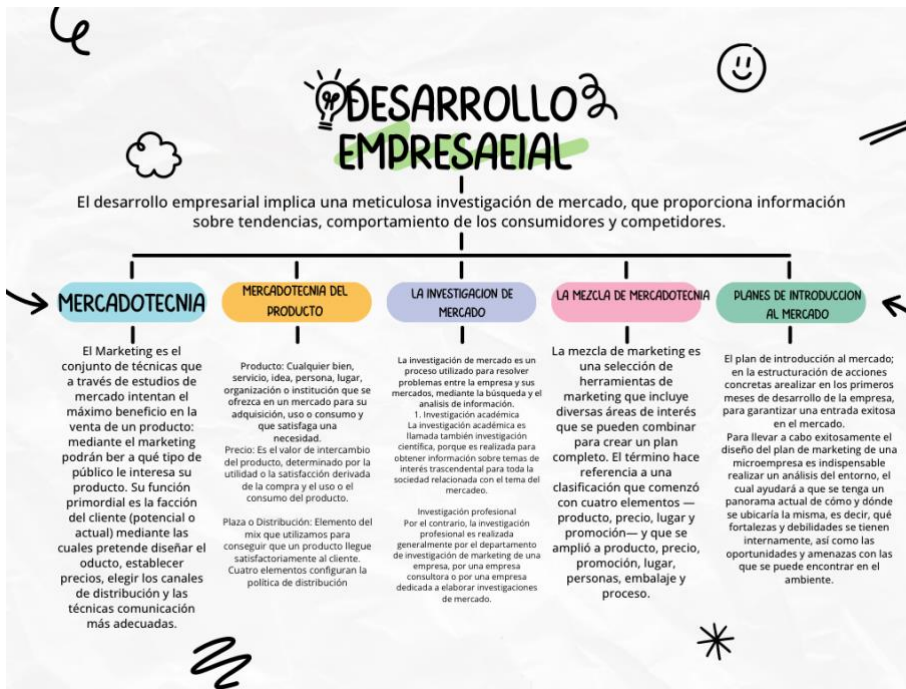 DESARROLLO
EMPRESAEIAL
El desarrollo empresarial implica una meticulosa investigación de mercado, que proporciona información
sobre tendencias, comportamiento de los consumidores y competidores.
MERCADOTECNIA
El Marketing es el
conjunto de técnicas que
a través de estudios de
mercado intentan el
máximo beneficio en la
venta de un producto:
mediante el marketing
podrán ber a qué tipo de
público le interesa su
producto. Su función
primordial es la facción
del cliente (potencial o
actual) mediante las
cuales pretende diseñar el
oducto, establecer
precios, elegir los canales
de distribución y las
técnicas comunicación
más adecuadas.
MERCADOTECNIA DEL
PRODUCTO
Producto: Cualquier bien,
servicio, idea, persona, lugar,
organización o institución que se
ofrezca en un mercado para su
adquisición, uso o consumo y
que satisfaga una
necesidad.
Precio: Es el valor de intercambio
del producto, determinado por la
utilidad o la satisfacción derivada
de la compra y el uso o el
consumo del producto.
Plaza o Distribución: Elemento del
mix que utilizamos para
conseguir que un producto llegue
satisfactoriamente al cliente.
Cuatro elementos configuran la
política de distribución
LA INVESTIGACION DE
MERCADO
La investigación de mercado es un
proceso utilizado para resolver
problemas entre la empresa y sus
mercados, mediante la búsqueda y el
analisis de información.
1. Investigación académica
La investigación académica es
llamada también investigación
científica, porque es realizada para
obtener información sobre temas de
interés trascendental para toda la
sociedad relacionada con el tema del
mercadeo.
Investigación profesional
Por el contrario, la investigación
profesional es realizada
generalmente por el departamento
de investigación de marketing de una
empresa, por una empresa
consultora o por una empresa
dedicada a elaborar investigaciones
de mercado.
LA MEZCLA DE MERCADOTECNIA
La mezcla de marketing es
una selección de
herramientas de
marketing que incluye
diversas áreas de interés
que se pueden combinar
para crear un plan
completo. El término hace
referencia a una
clasificación que comenzó
con cuatro elementos —
producto, precio, lugar y
promoción— y que se
amplió a producto, precio,
promoción, lugar,
personas, embalaje y
proceso.
PLANES DE INTRODUCCION
AL MERCADO
El plan de introducción al mercado;
en la estructuración de acciones
concretas arealizar en los primeros
meses de desarrollo de la empresa,
para garantizar una entrada exitosa
en el mercado.
Para llevar a cabo exitosamente el
diseño del plan de marketing de una
microempresa es indispensable
realizar un análisis del entorno, el
cual ayudará a que se tenga un
panorama actual de cómo y dónde
se ubicaría la misma, es decir, qué
fortalezas y debilidades se tienen
internamente, así como las
oportunidades y amenazas con las
que se puede encontrar en el
ambiente.